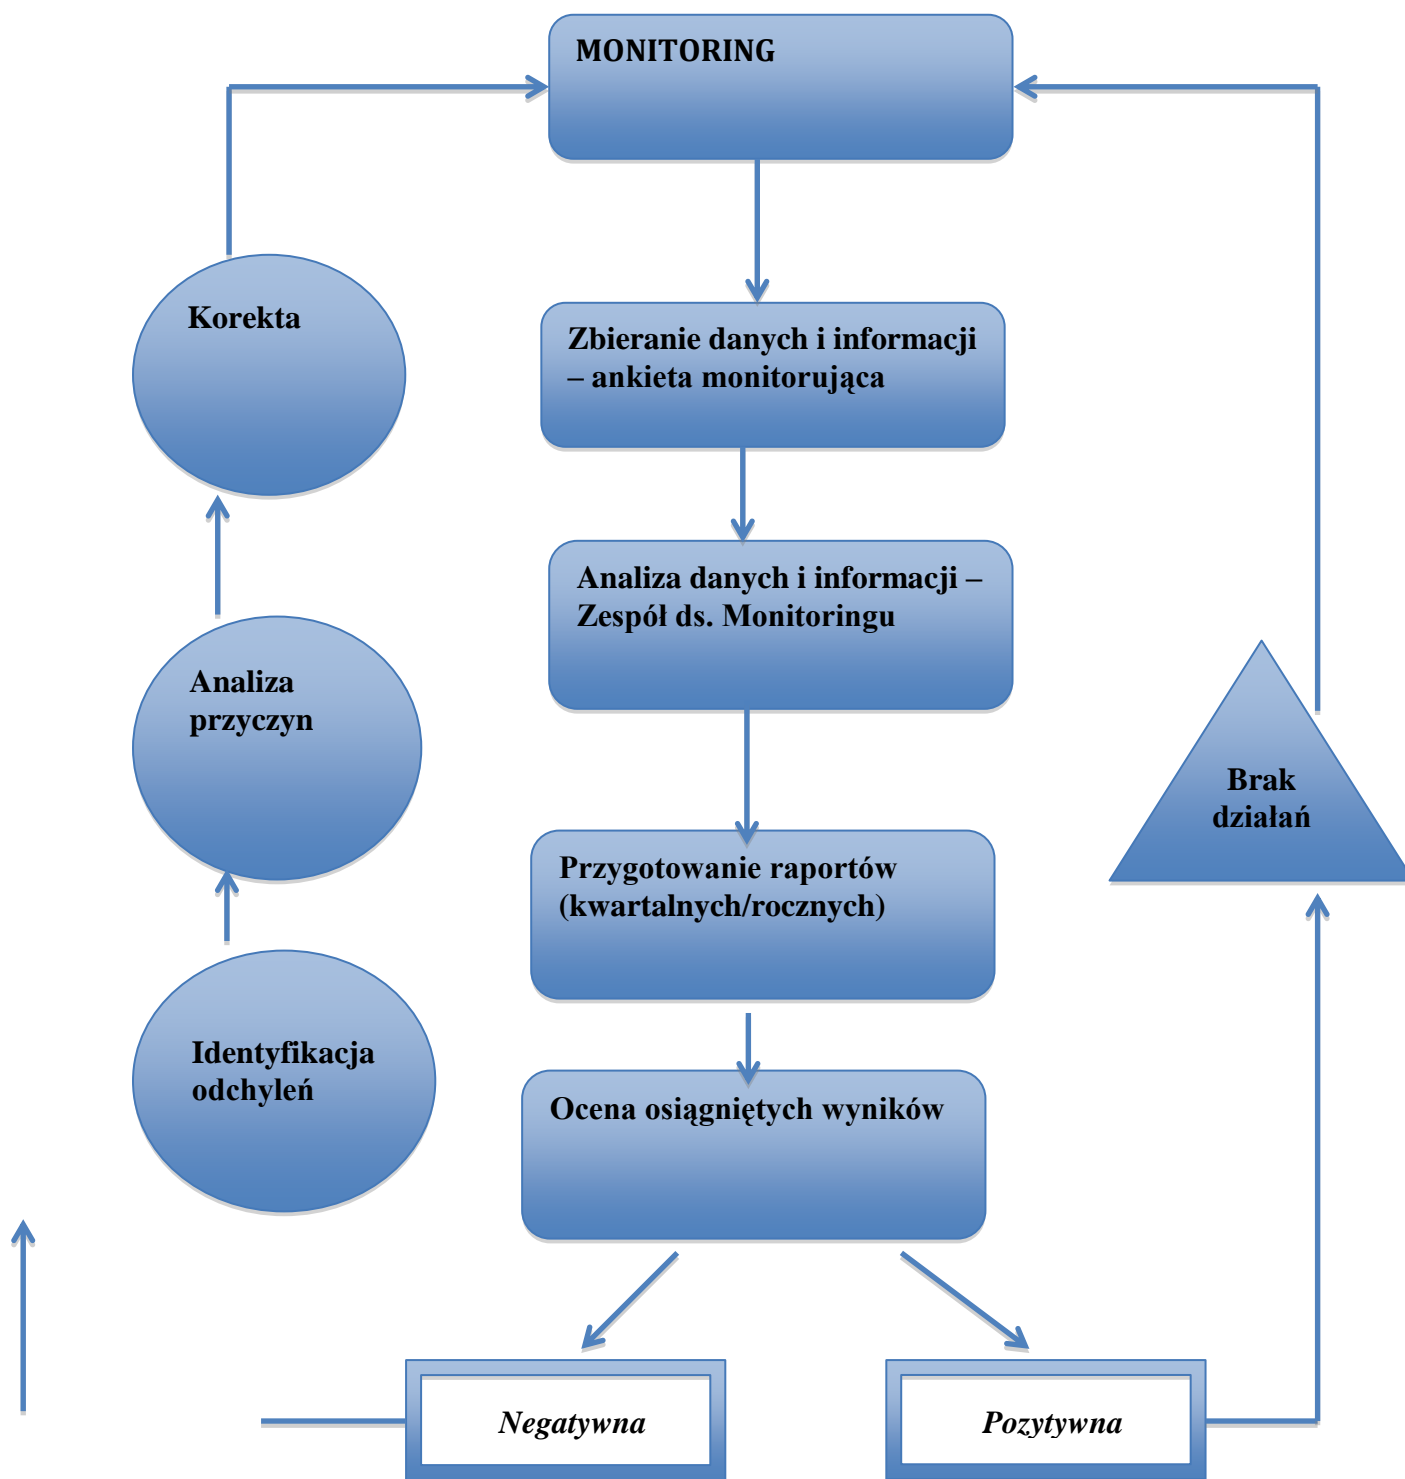 MONITORING
Korekta
Zbieranie danych i informacji
– ankieta monitorująca
Analiza danych i informacji –
Zespół ds. Monitoringu
Analiza
przyczyn
Brak
działań
Przygotowanie raportów
(kwartalnych/rocznych)
Identyfikacja
odchyleń
Ocena osiągniętych wyników
Negatywna
Pozytywna